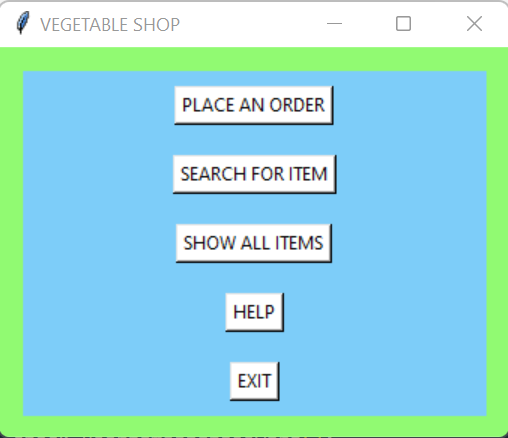 VEGETABLE SHOP
PLACE AN ORDER
SEARCH FOR ITEM
SHOW ALL ITEMS
HELP
EXIT